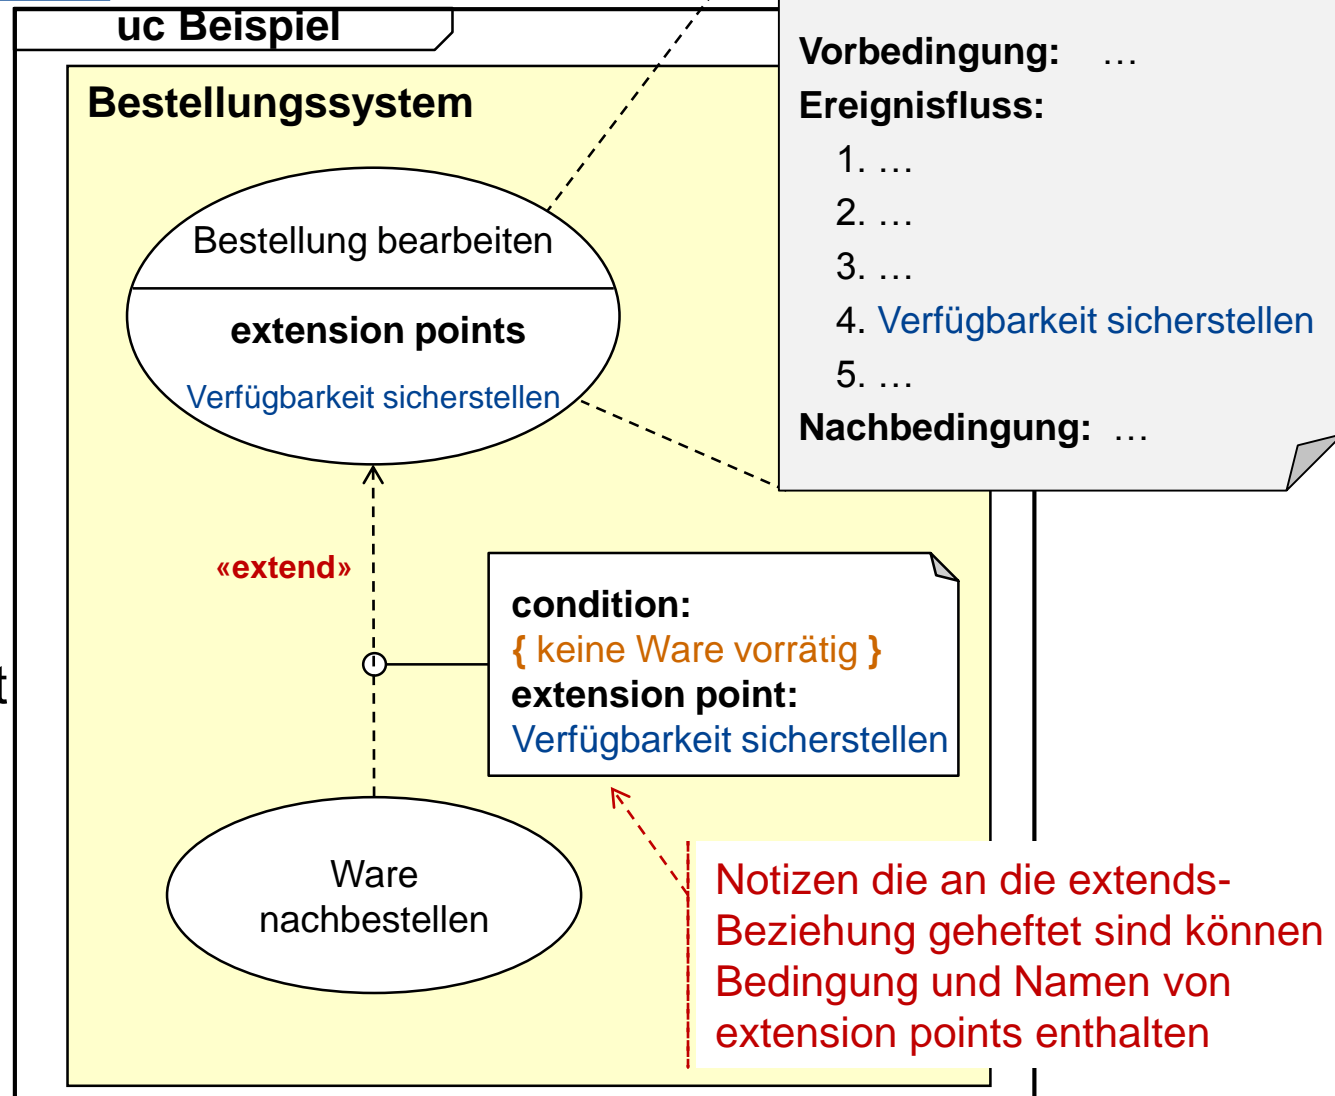 uc Beispiel
Bestellungssystem
Bestellung bearbeiten
extension points
Verfügbarkeit sicherstellen
Vorbedingung: …
Ereignisfluss:
1. …
2. …
3. …
4. Verfügbarkeit sicherstellen
5. …
Nachbedingung: …
«extend»
condition:
{ keine Ware vorrätig }
extension point:
Verfügbarkeit sicherstellen
t
Ware
nachbestellen
Notizen die an die extends-
Beziehung geheftet sind können
Bedingung und Namen von
extension points enthalten